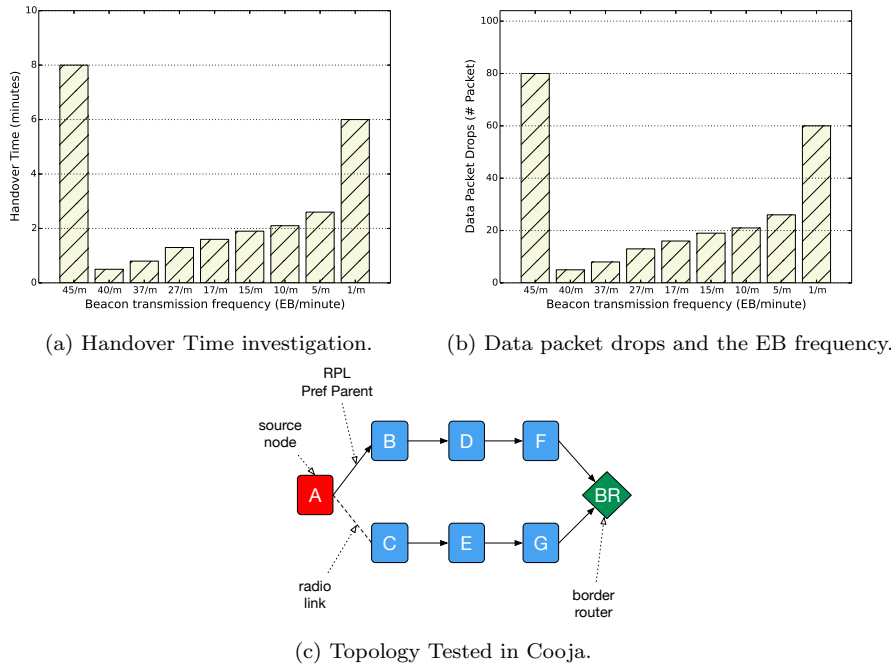 10
8
6
4
2
0
Handover Time (minutes)
45/m 40/m 37/m 27/m 17/m 15/m 10/m 5/m 1/m
Beacon transmission frequency (EB/minute)
(a) Handover Time investigation.
100
80
60
40
20
0
Data Packet Drops (# Packet)
45/m 40/m 37/m 27/m 17/m 15/m 10/m 5/m 1/m
Beacon transmission frequency (EB/minute)
(b) Data packet drops and the EB frequency.
RPL
Pref Parent
source
node
B
D
F
A
BR
C
E
G
radio
link
border
router
(c) Topology Tested in Cooja.